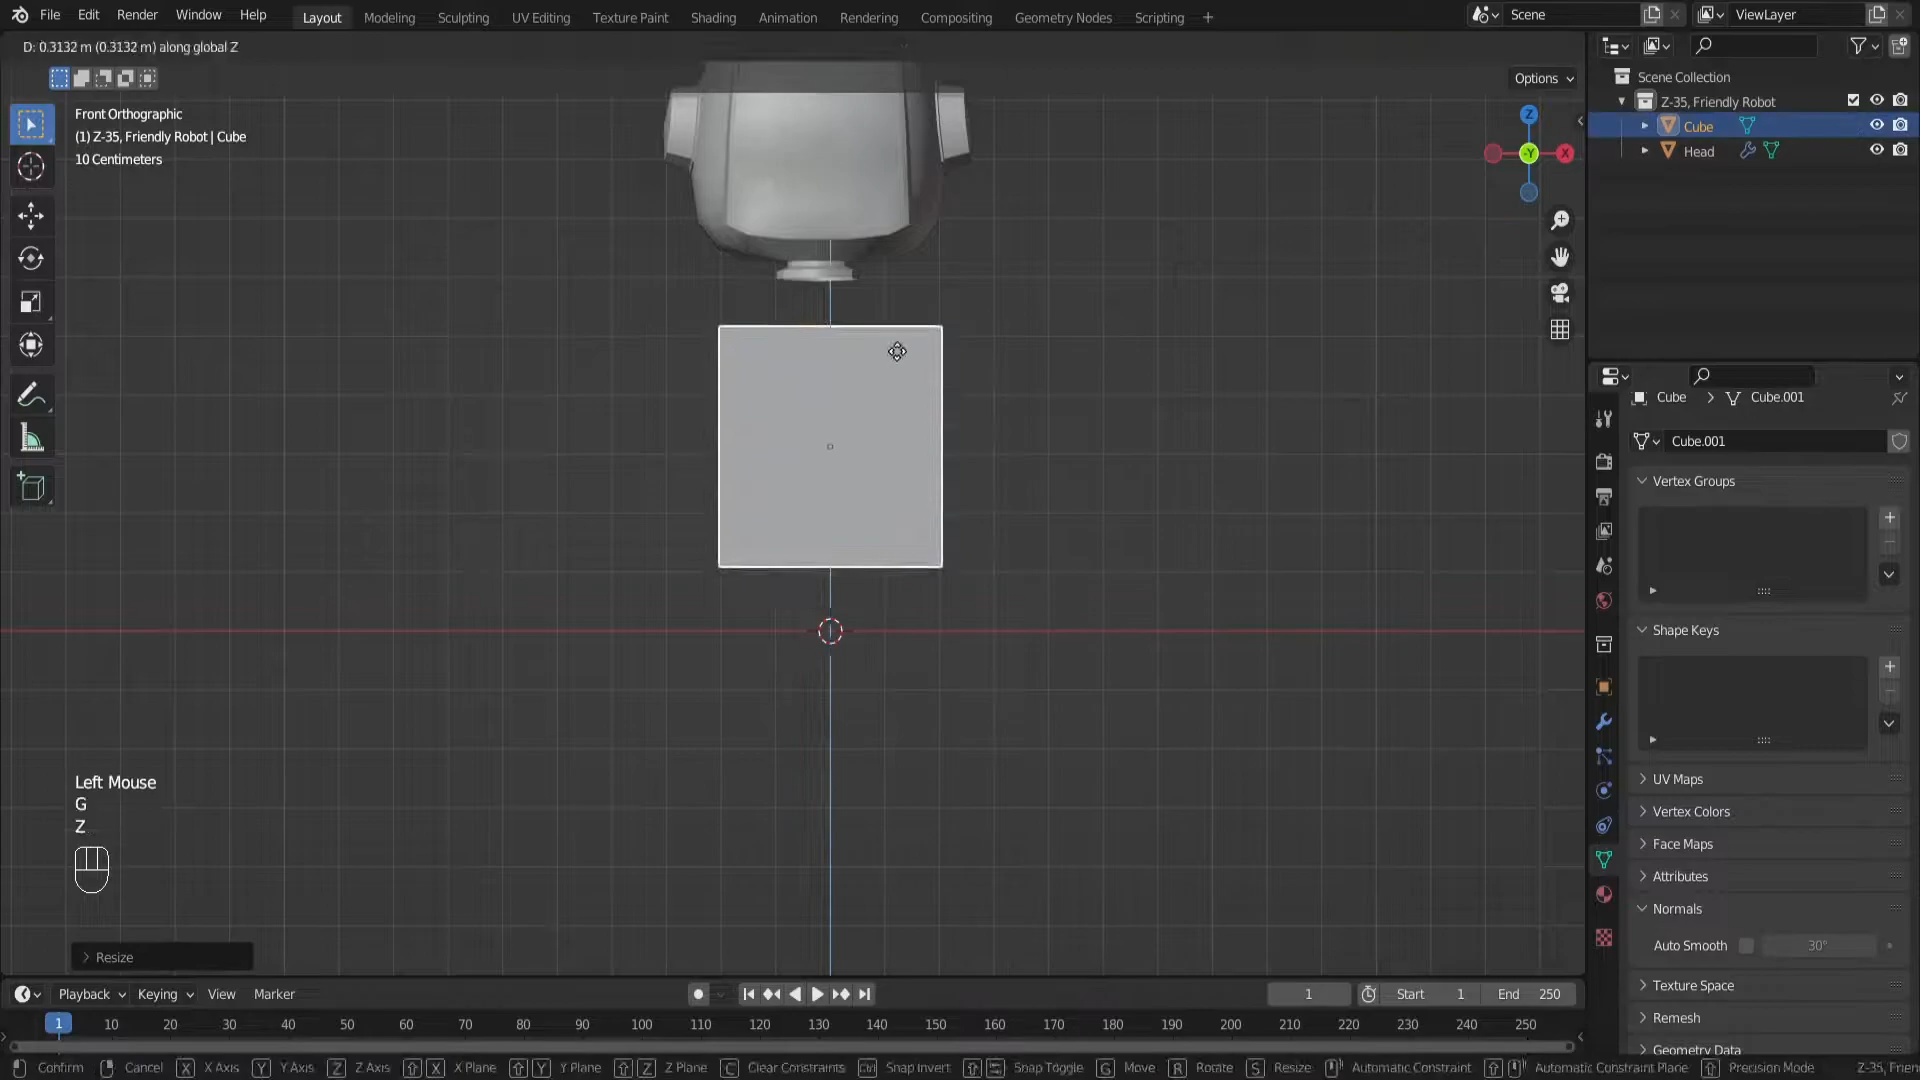 File Edit Render Window Help Layout Modeling Sculpting UV Editing Texture Paint Shading Animation Rendering Compositing Geometry Nodes Scripting + Scene ViewLayer
D: 0.3132 m (0.3132 m) along global Z
Options
Front Orthographic
(1) Z-35, Friendly Robot | Cube
10 Centimeters
Z
-Y
X
Scene Collection
Z-35, Friendly Robot
Cube
Head
Cube > Cube.001
Cube.001
Vertex Groups
Shape Keys
UV Maps
Vertex Colors
Face Maps
Attributes
Normals
Auto Smooth 30°
Texture Space
Remesh
Geometry Data
Left Mouse
G
Z
Resize
Playback Keying View Marker 1 Start 1 End 250
1 10 20 30 40 50 60 70 80 90 100 110 120 130 140 150 160 170 180 190 200 210 220 230 240 250
Confirm Cancel X X Axis Y Y Axis Z Z Axis X X Plane Y Y Plane Z Z Plane C Clear Constraints Ctrl Snap Invert Snap Toggle G Move R Rotate S Resize Automatic Constraint Automatic Constraint Plane Precision Mode Z-35, Frien